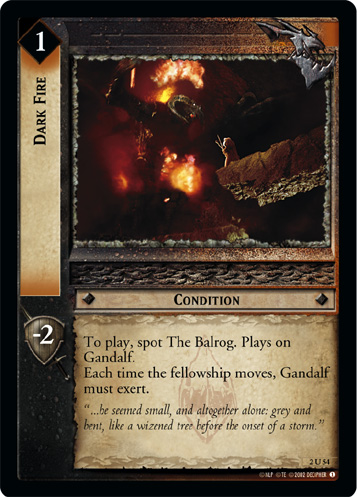 1
DARK FIRE
CONDITION
-2
To play, spot The Balrog. Plays on
Gandalf.
Each time the fellowship moves, Gandalf
must exert.
“...he seemed small, and altogether alone: grey and
bent, like a wizened tree before the onset of a storm.”
2 U 54
©NLP ©TE ©2002 DECIPHER